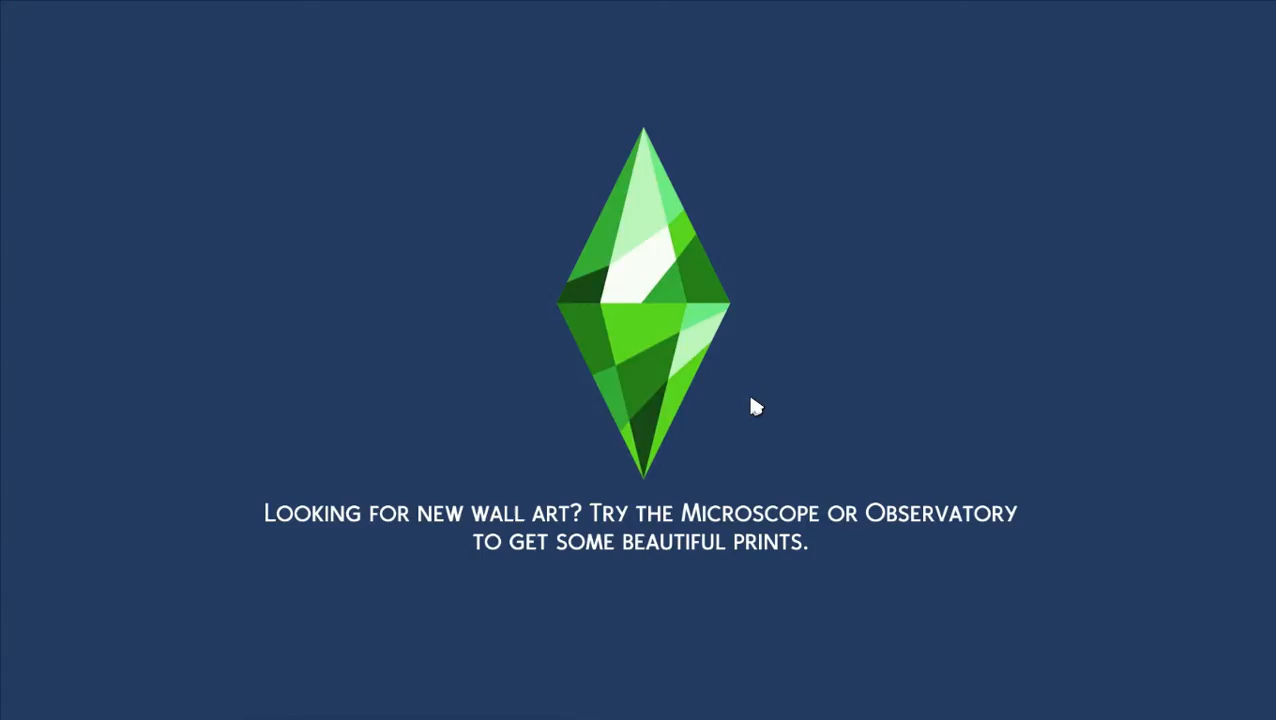 Looking for new wall art? Try the Microscope or Observatory
to get some beautiful prints.